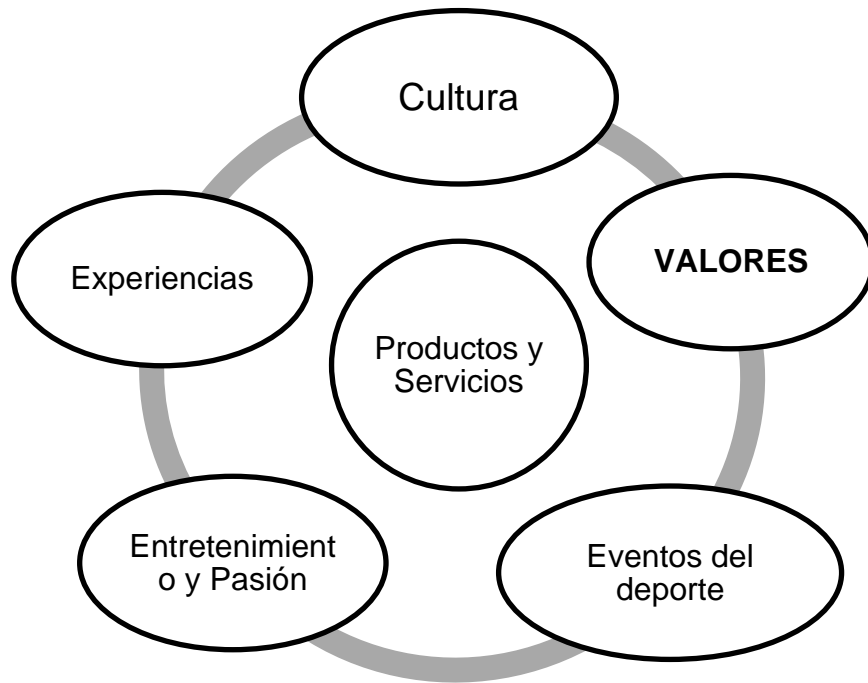 Cultura
VALORES
Experiencias
Productos y
Servicios
Entretenimient
o y Pasión
Eventos del
deporte